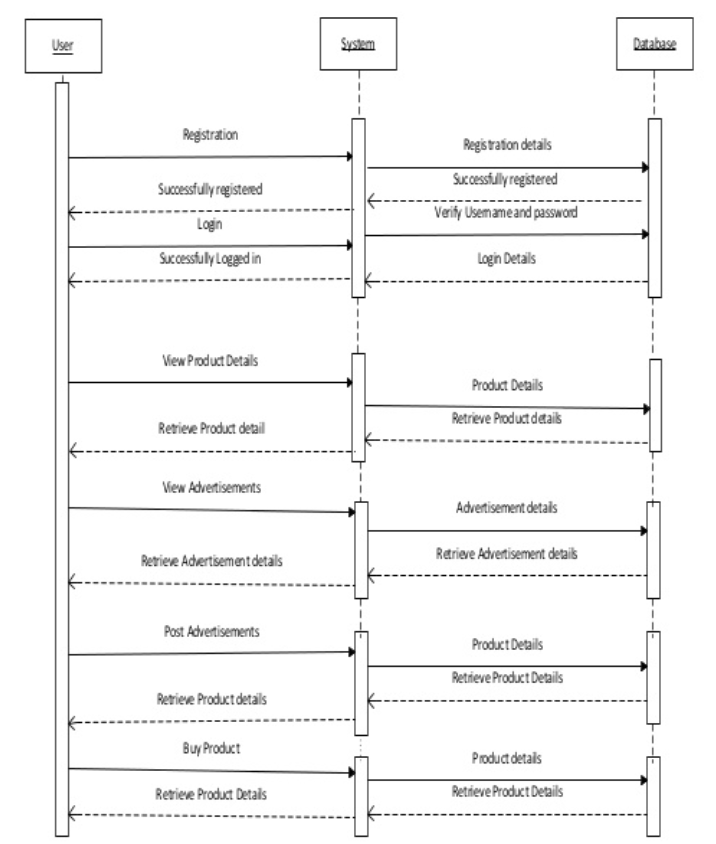 User
System
Database
Registration
Registration details
Successfully registered
Successfully registered
Verify Username and password
Login
Successfully Logged in
Login Details
View Product Details
Product Details
Retrieve Product details
Retrieve Product detail
View Advertisements
Advertisement details
Retrieve Advertisement details
Retrieve Advertisement details
Post Advertisements
Product Details
Retrieve Product Details
Retrieve Product details
Buy Product
Product details
Retrieve Product Details
Retrieve Product Details